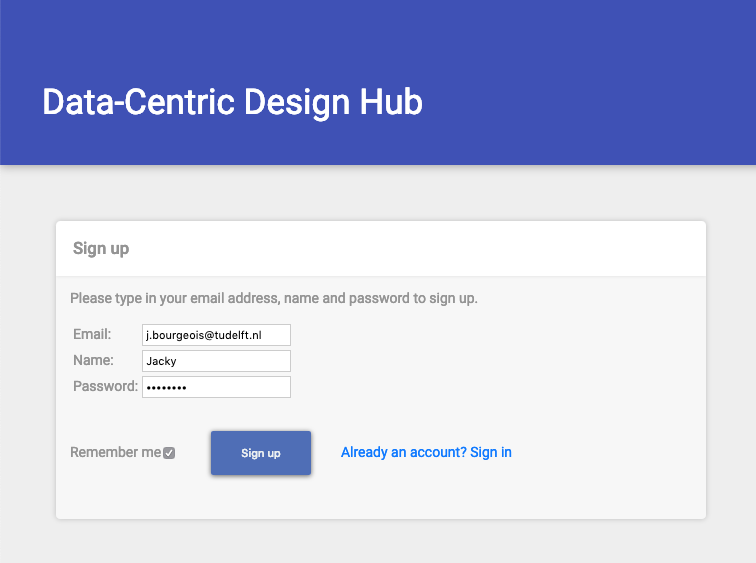 Data-Centric Design Hub
Sign up
Please type in your email address, name and password to sign up.
Email: j.bourgeois@tudelft.nl
Name: Jacky
Password: ••••••••
Remember me Sign up Already an account? Sign in